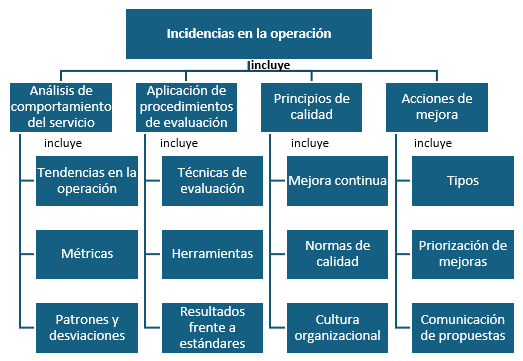 Incidencias en la operación
incluye
Análisis de
comportamiento
del servicio
Aplicación de
procedimientos
de evaluación
Principios de
calidad
Acciones de
mejora
incluye
incluye
incluye
incluye
Tendencias en la
operación
Técnicas de
evaluación
Mejora continua
Tipos
Métricas
Herramientas
Normas de
calidad
Priorización de
mejoras
Patrones y
desviaciones
Resultados
frente a
estándares
Cultura
organizacional
Comunicación
de propuestas